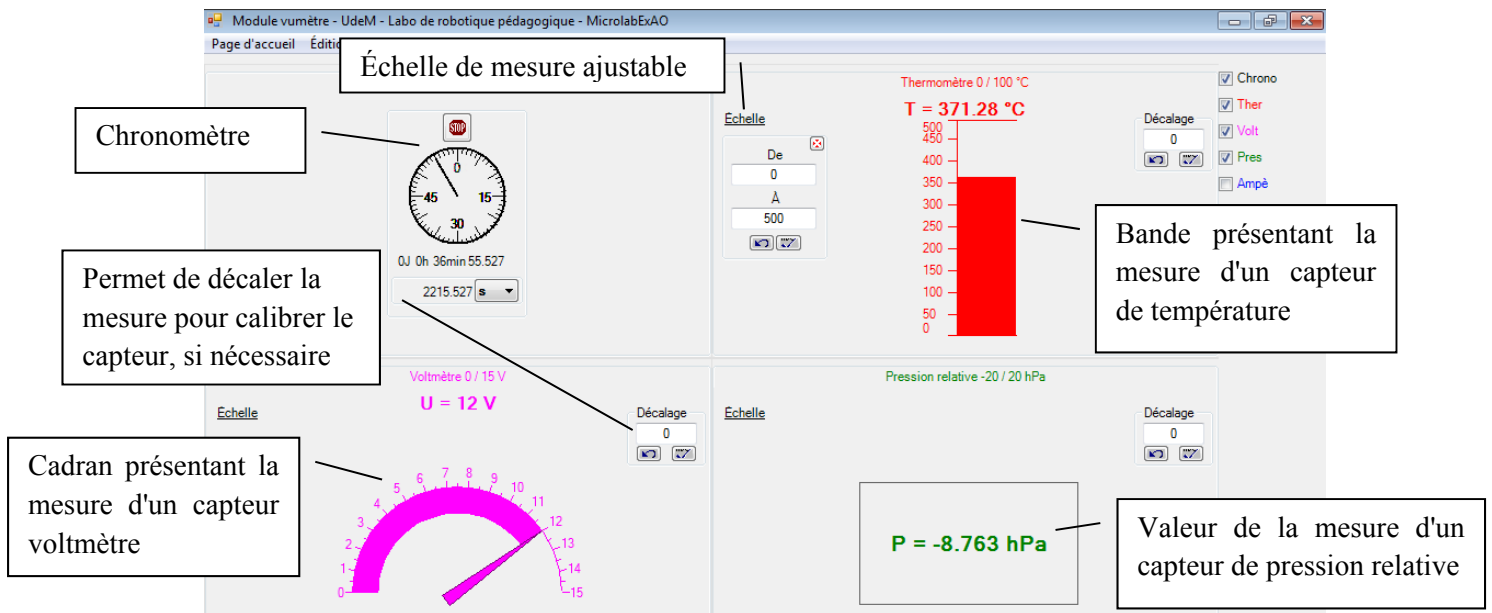 Module vumètre - UdeM - Labo de robotique pédagogique - MicrolabExAO
Page d'accueil
Échelle de mesure ajustable
Chronomètre
STOP
0
15
30
45
0J 0h 36min 55.527
2215.527 s
Permet de décaler la
mesure pour calibrer le
capteur, si nécessaire
Thermomètre 0 / 100 °C
T = 371.28 °C
Échelle
De
0
À
500
500
450
400
350
300
250
200
150
100
50
0
Décalage
0
Chrono
Ther
Volt
Pres
Ampè
Bande présentant la
mesure d'un capteur
de température
Voltmètre 0 / 15 V
U = 12 V
Échelle
Décalage
0
Cadran présentant la
mesure d'un capteur
voltmètre
0
1
2
3
4
5
6
7
8
9
10
11
12
13
14
15
Pression relative -20 / 20 hPa
Échelle
Décalage
0
P = -8.763 hPa
Valeur de la mesure d'un
capteur de pression relative